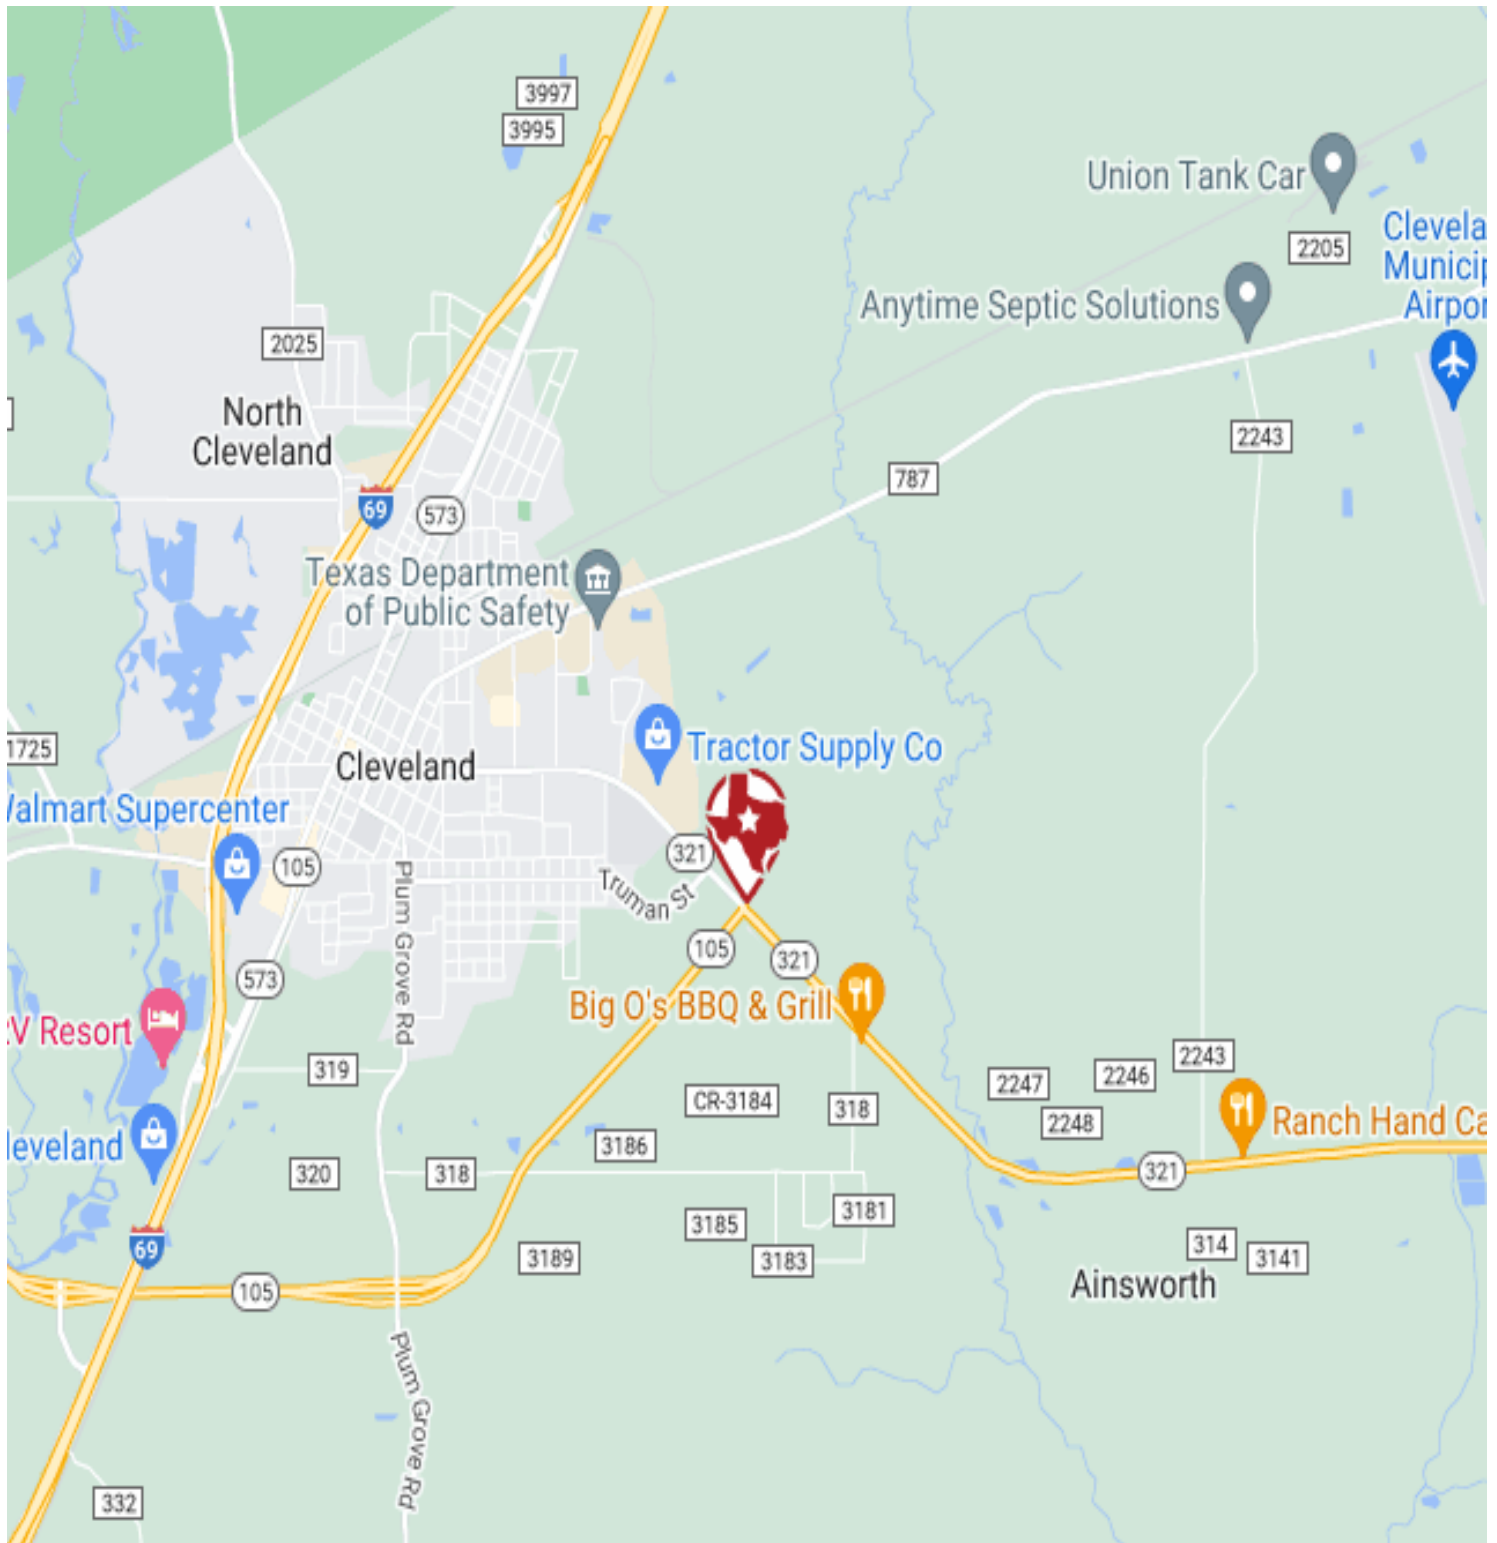 3997
3995
Union Tank Car
2205
Clevela
Municip
Airpor
Anytime Septic Solutions
2025
North
Cleveland
2243
787
69
573
Texas Department
of Public Safety
1725
Cleveland
Tractor Supply Co
Walmart Supercenter
321
105
Truman St
Plum Grove Rd
105
321
573
Big O's BBQ & Grill
RV Resort
319
2243
2246
2247
CR-3184
318
2248
Ranch Hand Ca
leveland
3186
320
318
321
3181
3185
314
3141
69
3189
3183
Ainsworth
105
Plum Grove Rd
332